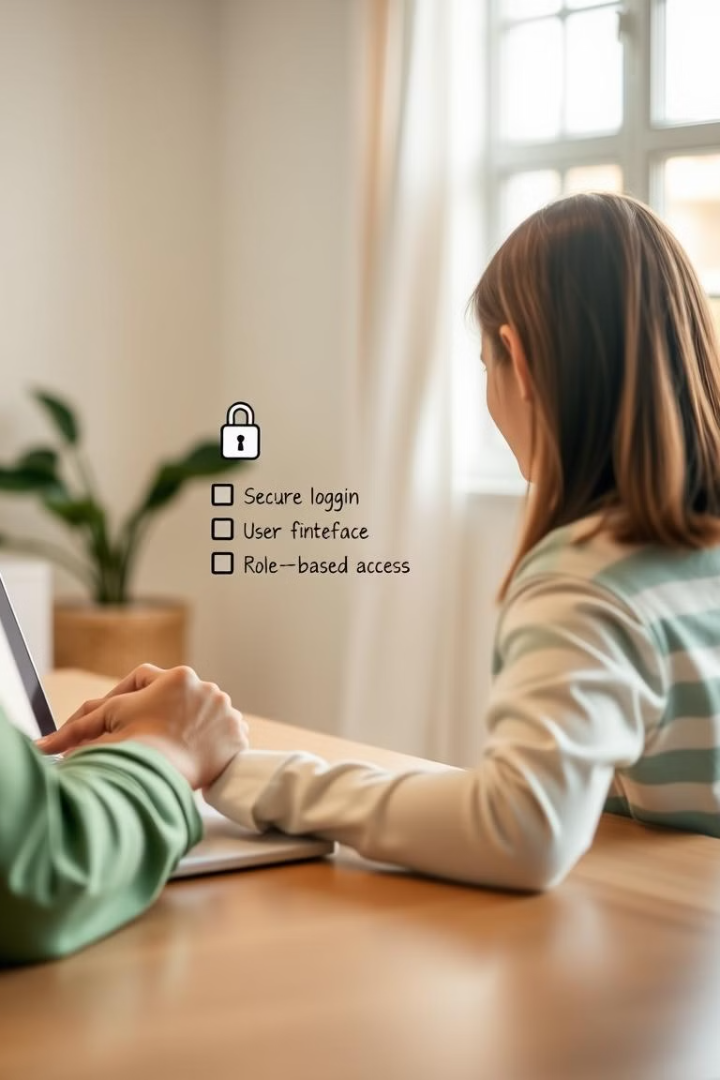 Secure loggin
User finteface
Role--based access